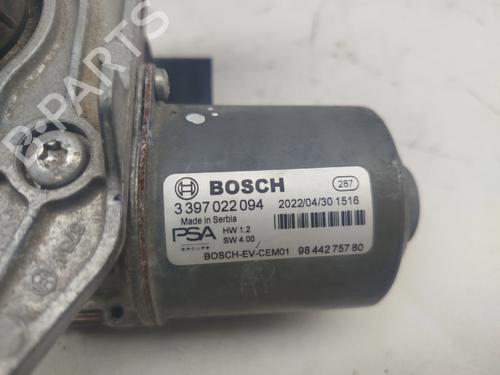 BOSCH 287
3 397 022 094 2022/04/30 1516
Made in Serbia
PSA HW 1.2
GROUPE SW 4.00
BOSCH-EV-CEM01 98 442 757 80
B-PARTS